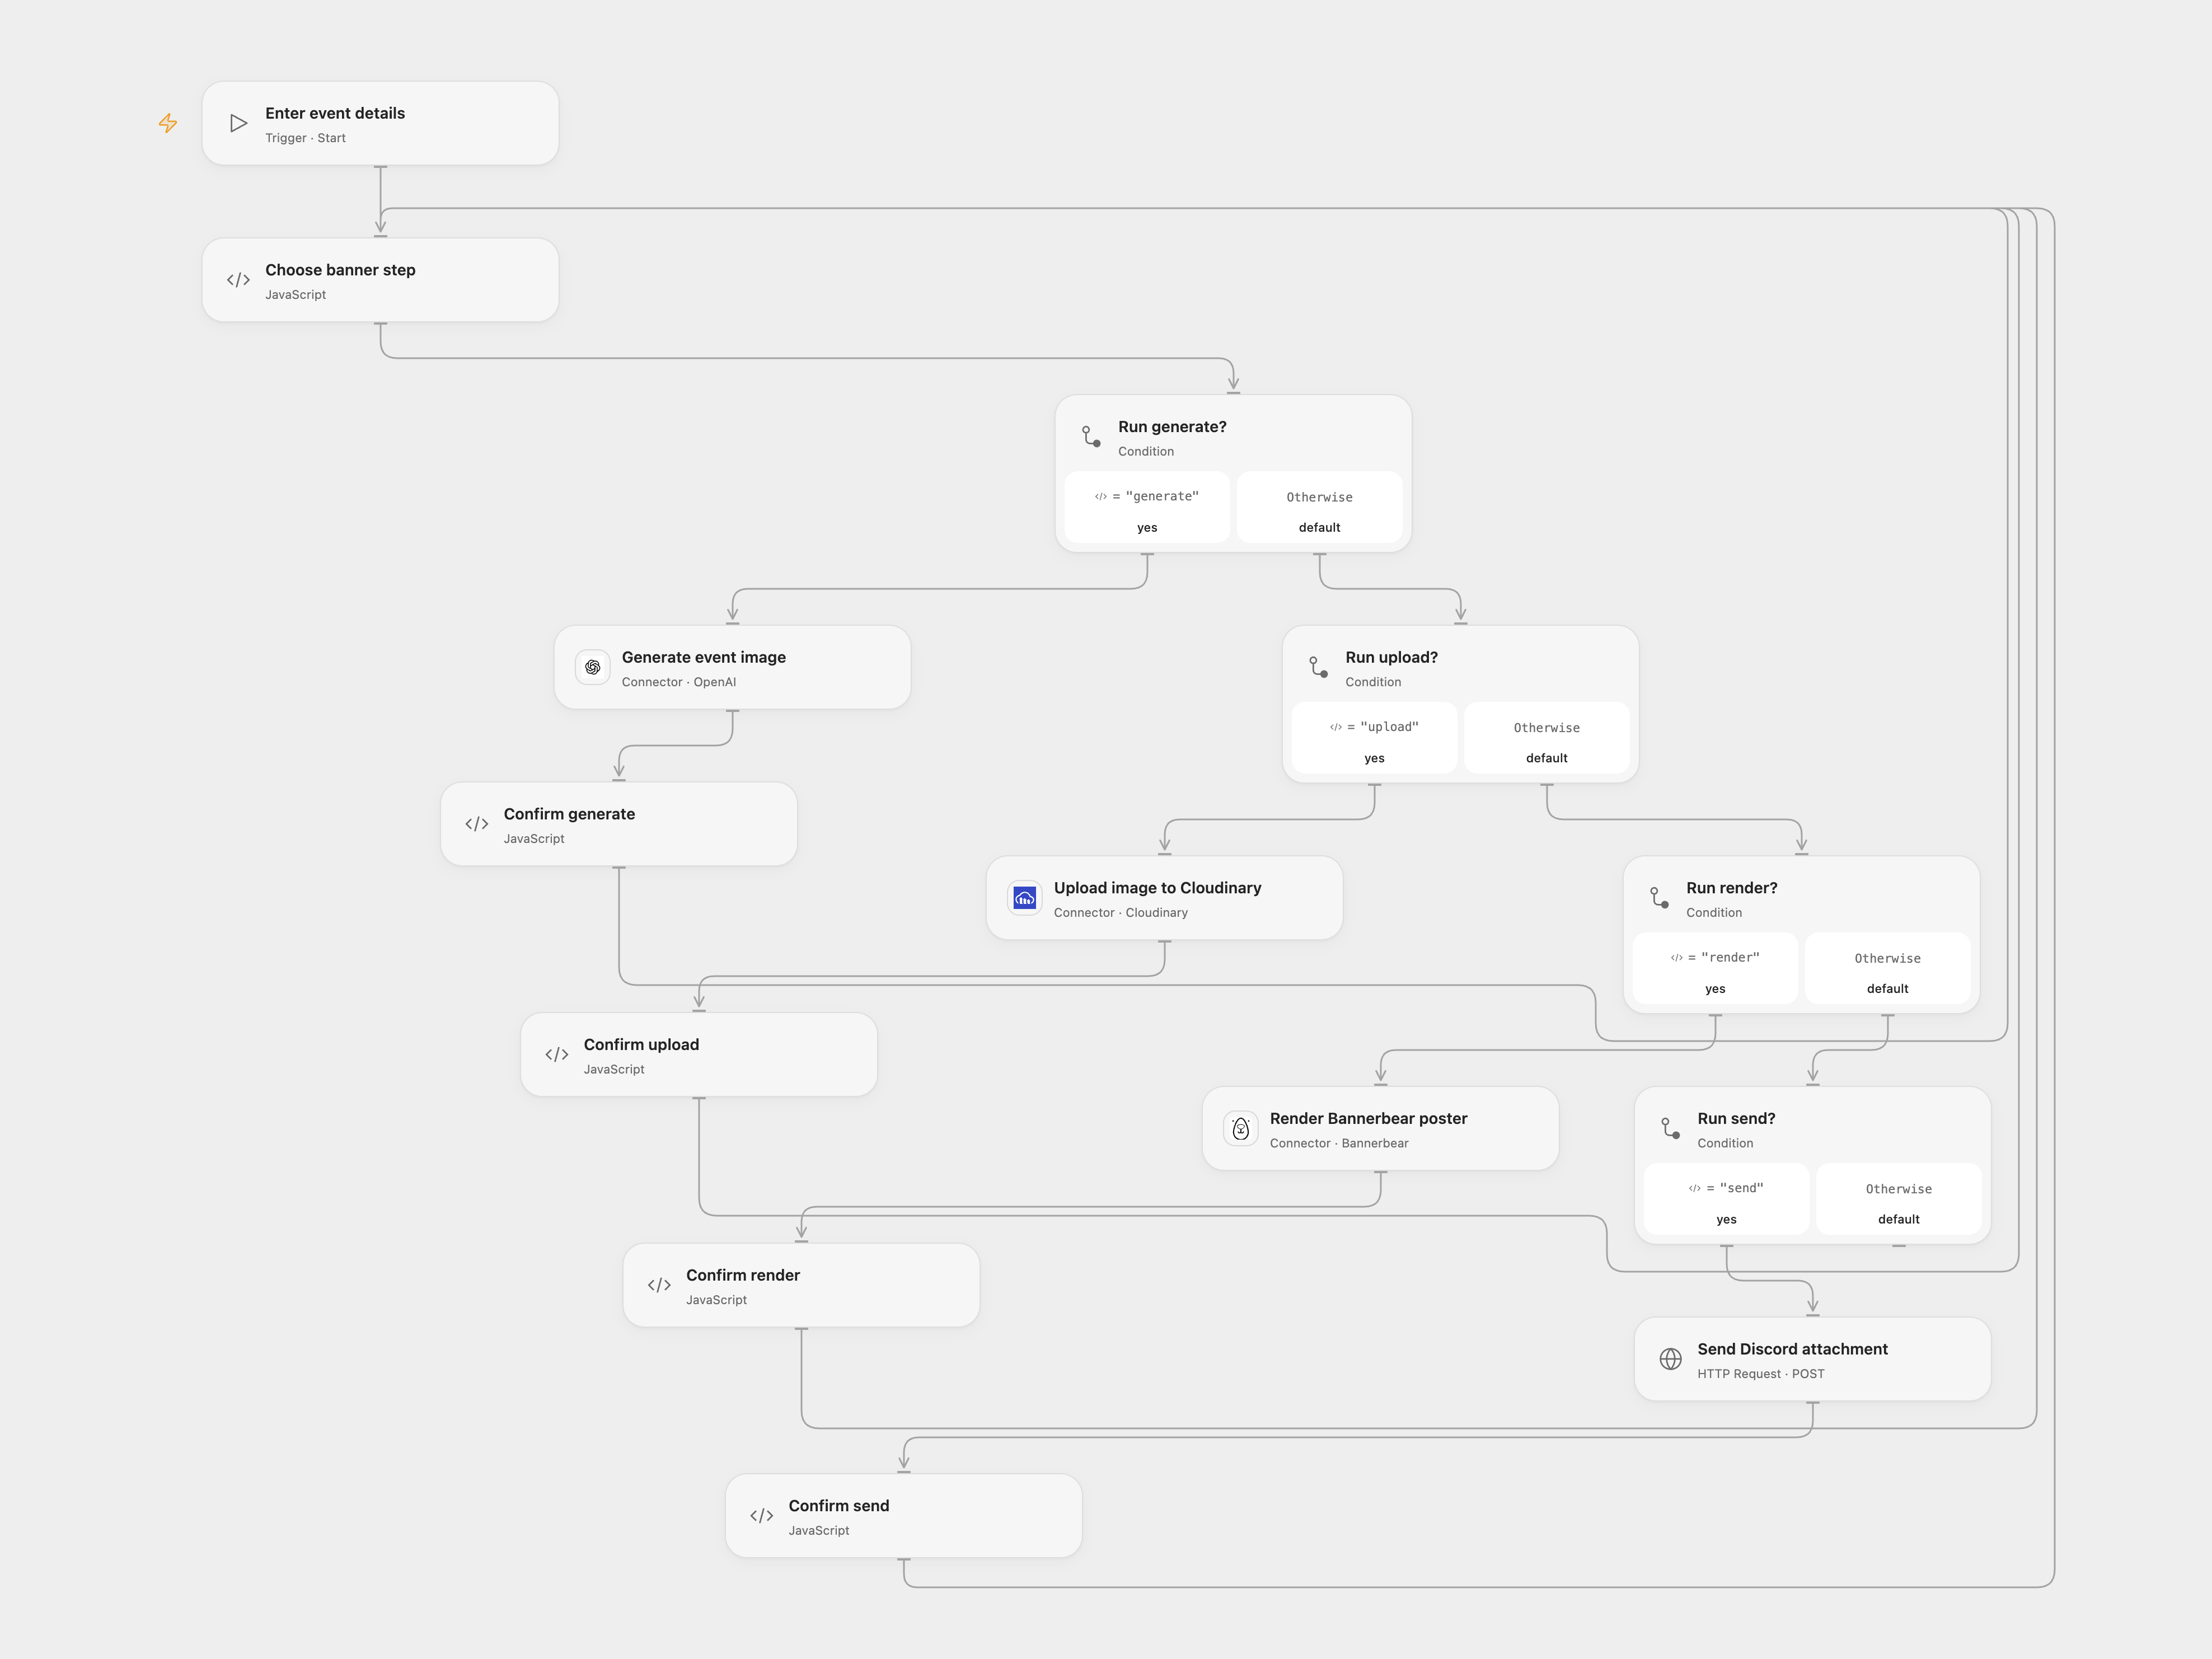 Enter event details
Trigger · Start
Choose banner step
JavaScript
Run generate?
Condition
</> = "generate"
yes
Otherwise
default
Generate event image
Connector · OpenAI
Run upload?
Condition
</> = "upload"
yes
Otherwise
default
Confirm generate
JavaScript
Upload image to Cloudinary
Connector · Cloudinary
Run render?
Condition
</> = "render"
yes
Otherwise
default
Confirm upload
JavaScript
Render Bannerbear poster
Connector · Bannerbear
Run send?
Condition
</> = "send"
yes
Otherwise
default
Confirm render
JavaScript
Send Discord attachment
HTTP Request · POST
Confirm send
JavaScript